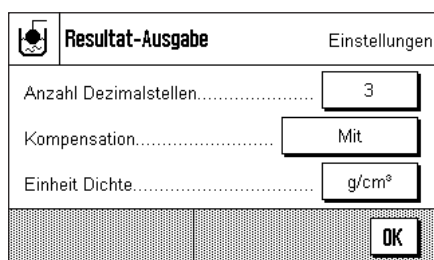 Resultat-Ausgabe Einstellungen
Anzahl Dezimalstellen...................... 3
Kompensation.......................... Mit
Einheit Dichte.................................. g/cm³
OK